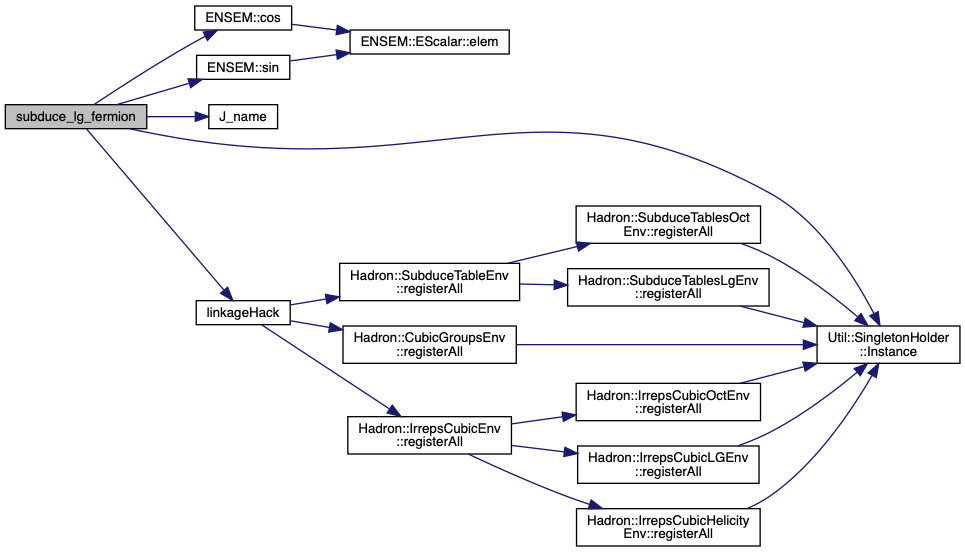 subduce_lg_fermion
ENSEM::cos
ENSEM::sin
J_name
ENSEM::EScalar::elem
linkageHack
Hadron::SubduceTableEnv
::registerAll
Hadron::CubicGroupsEnv
::registerAll
Hadron::IrrepsCubicEnv
::registerAll
Hadron::SubduceTablesOct
Env::registerAll
Hadron::SubduceTablesLgEnv
::registerAll
Hadron::IrrepsCubicOctEnv
::registerAll
Hadron::IrrepsCubicLGEnv
::registerAll
Hadron::IrrepsCubicHelicity
Env::registerAll
Util::SingletonHolder
::Instance